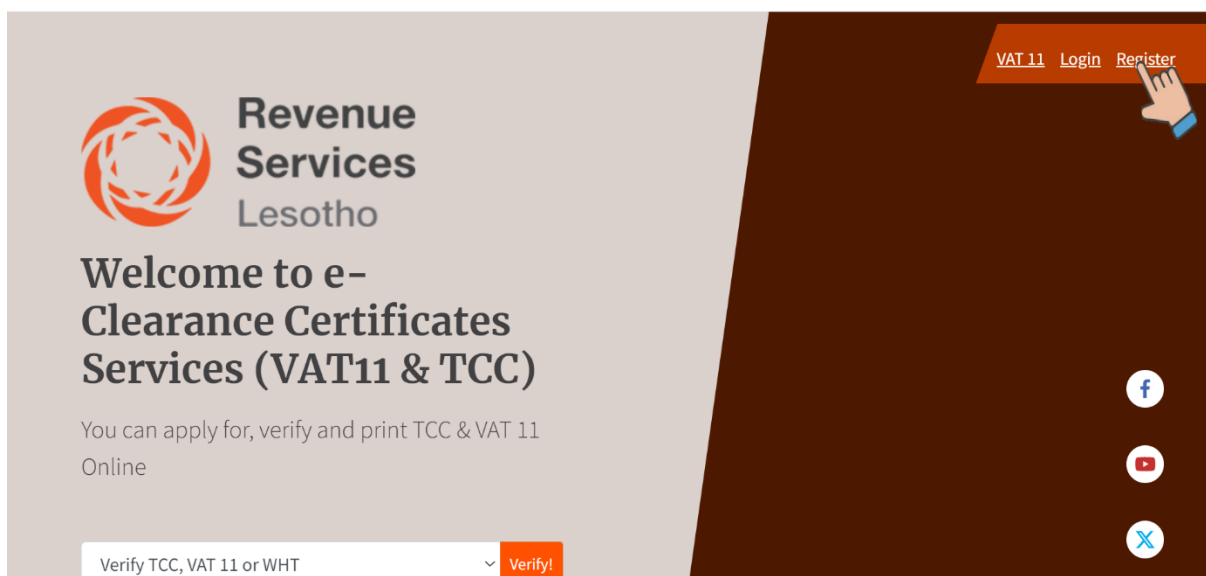 VAT 11 Login Register
Revenue
Services
Lesotho
Welcome to e-
Clearance Certificates
Services (VAT11 & TCC)
You can apply for, verify and print TCC & VAT 11
Online
Verify TCC, VAT 11 or WHT
Verify!